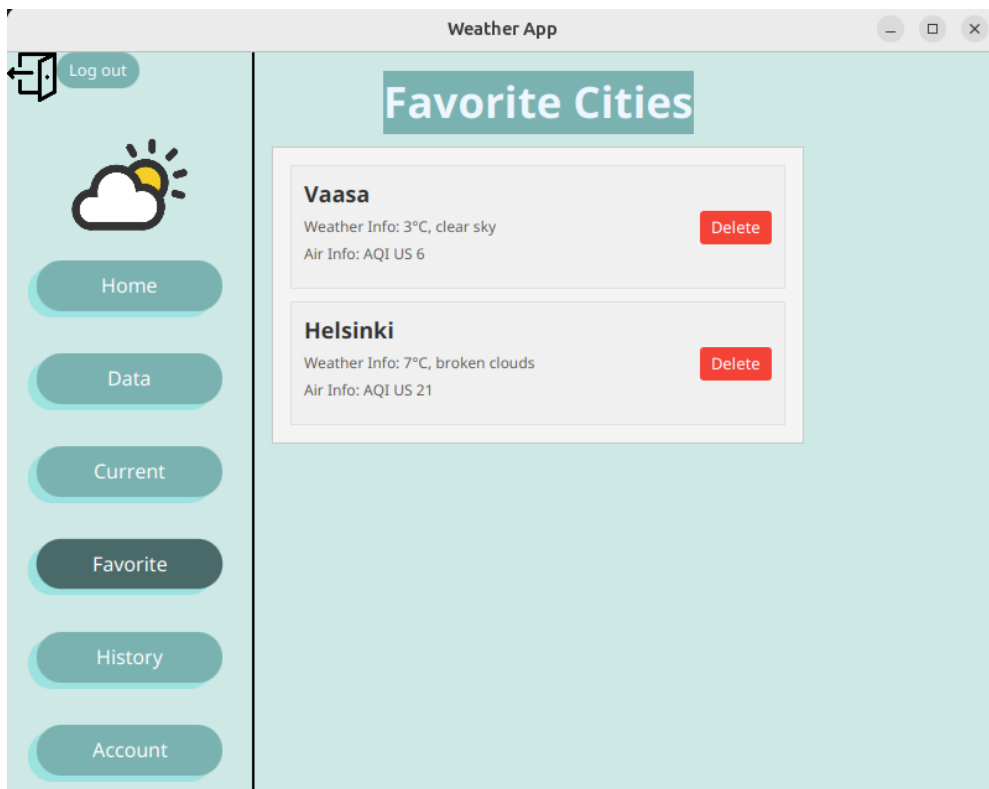 Weather App
Log out
Home
Data
Current
Favorite
History
Account
Favorite Cities
Vaasa
Weather Info: 3°C, clear sky
Air Info: AQI US 6
Delete
Helsinki
Weather Info: 7°C, broken clouds
Air Info: AQI US 21
Delete